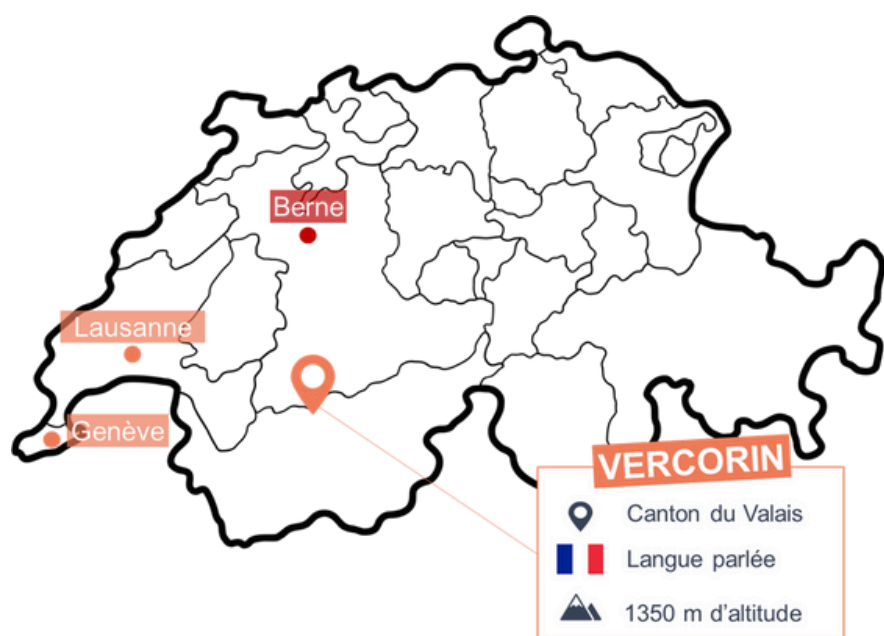 Berne
Lausanne
Genève
VERCORIN
Canton du Valais
Langue parlée
1350 m d'altitude